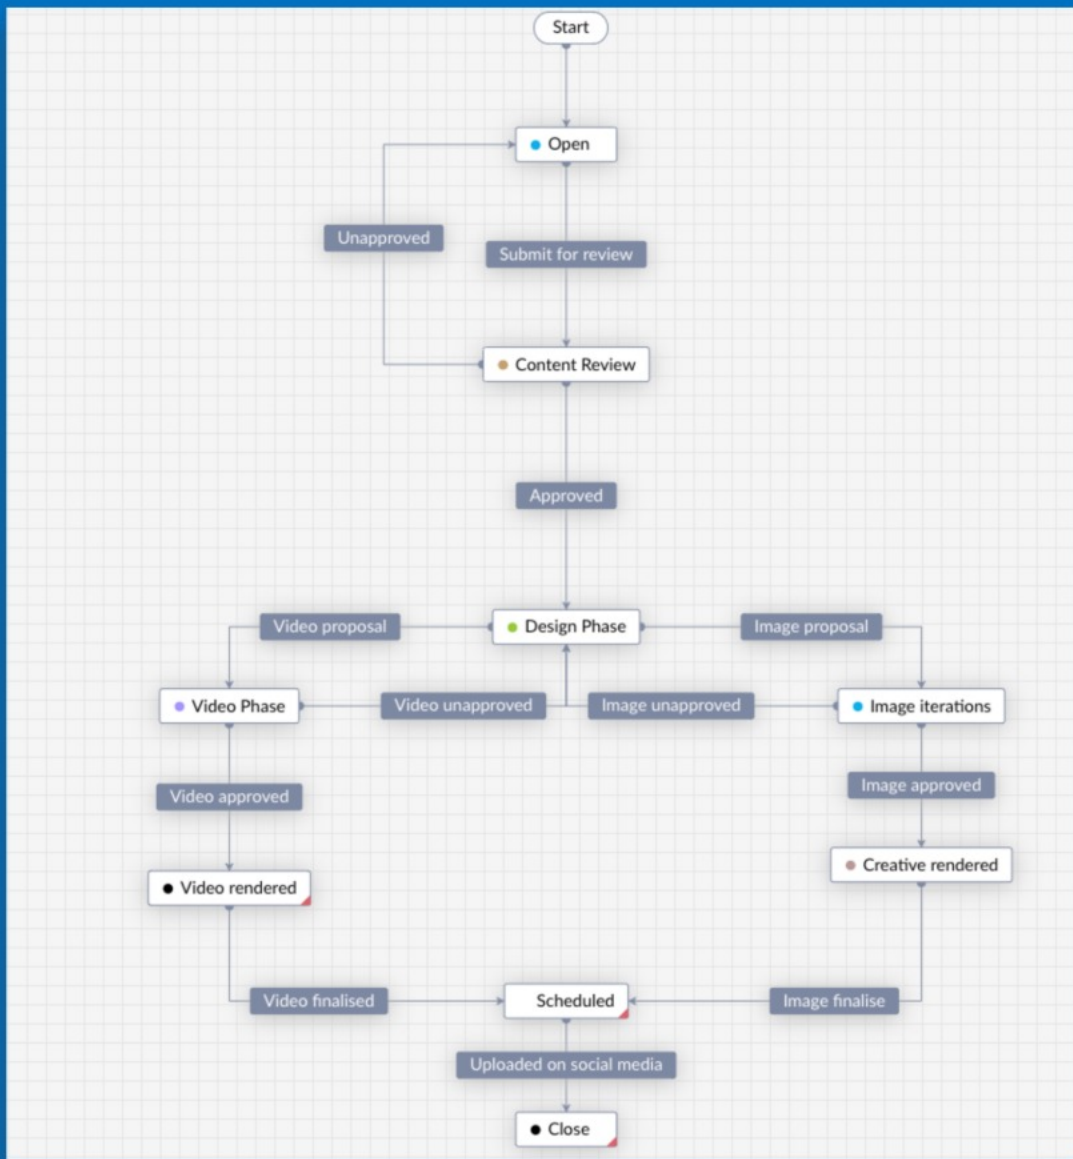 Start
Open
Unapproved
Submit for review
Content Review
Approved
Video proposal
Design Phase
Image proposal
Video Phase
Video unapproved
Image unapproved
Image iterations
Video approved
Image approved
Video rendered
Creative rendered
Video finalised
Scheduled
Image finalise
Uploaded on social media
Close